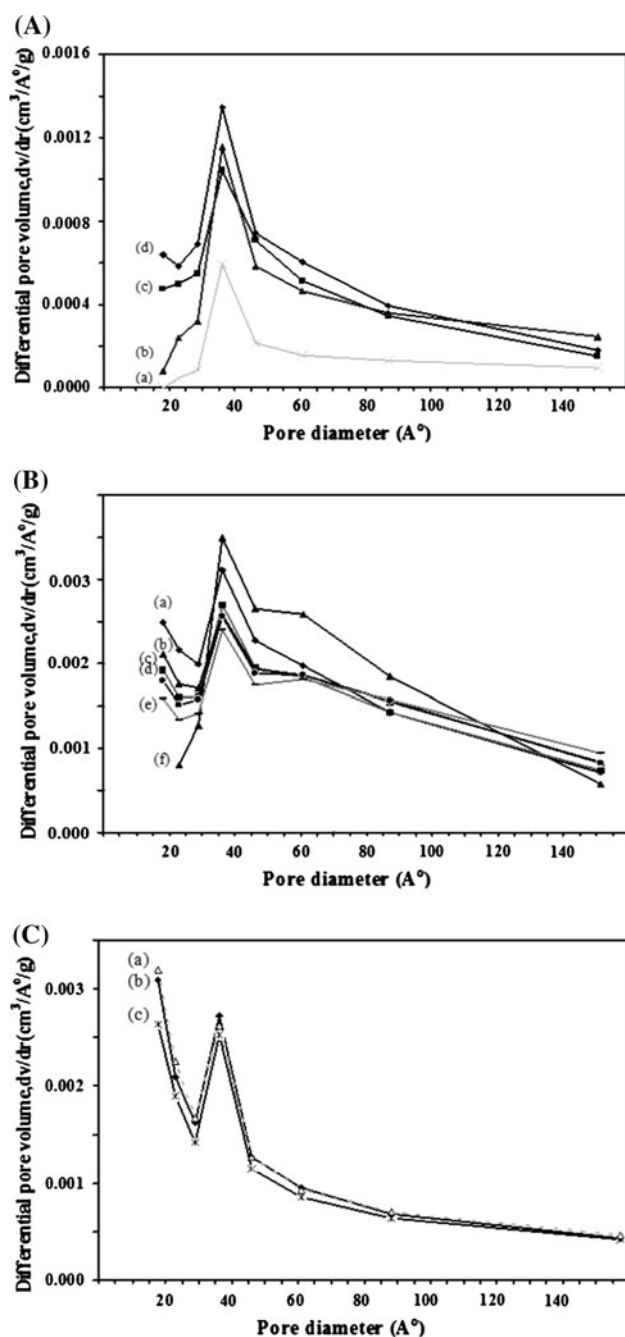 (A)
0.0016
0.0012
0.0008
0.0004
0.0000
Differential pore volume,dv/dr(cm³/A°/g)
(d)
(c)
(b)
(a)
20 40 60 80 100 120 140
Pore diameter (A°)
(B)
0.003
0.002
0.001
0.000
Differential pore volume,dv/dr(cm³/A°/g)
(a)
(b)
(c)
(d)
(e)
(f)
20 40 60 80 100 120 140
Pore diameter (A°)
(C)
0.003
0.002
0.001
0.000
Differential pore volume,dv/dr(cm³/A°/g)
(a)
(b)
(c)
20 40 60 80 100 120 140
Pore diameter (A°)